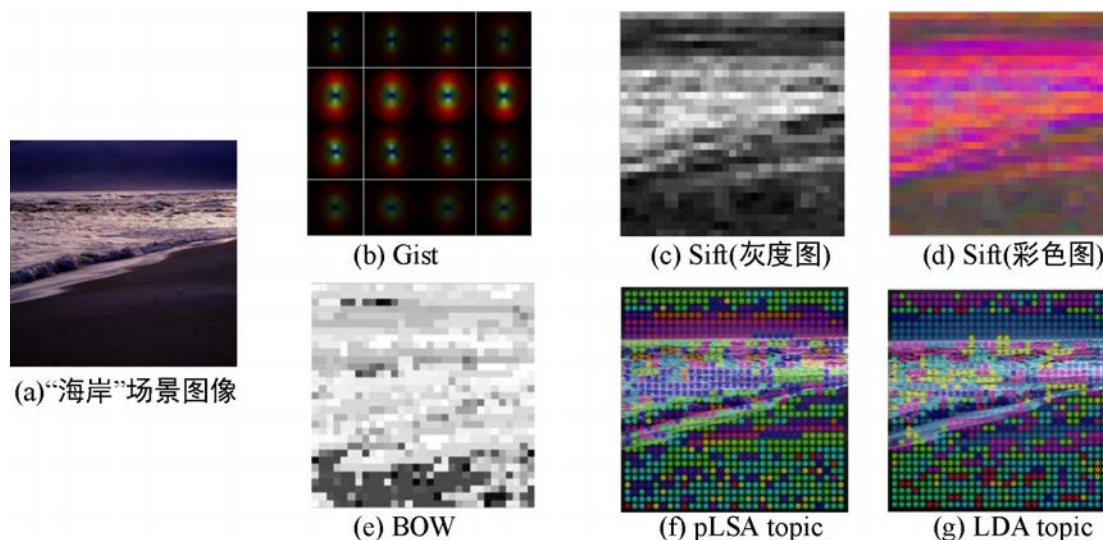 (a)“海岸”场景图像
(b) Gist
(c) Sift(灰度图)
(d) Sift(彩色图)
(e) BOW
(f) pLSA topic
(g) LDA topic